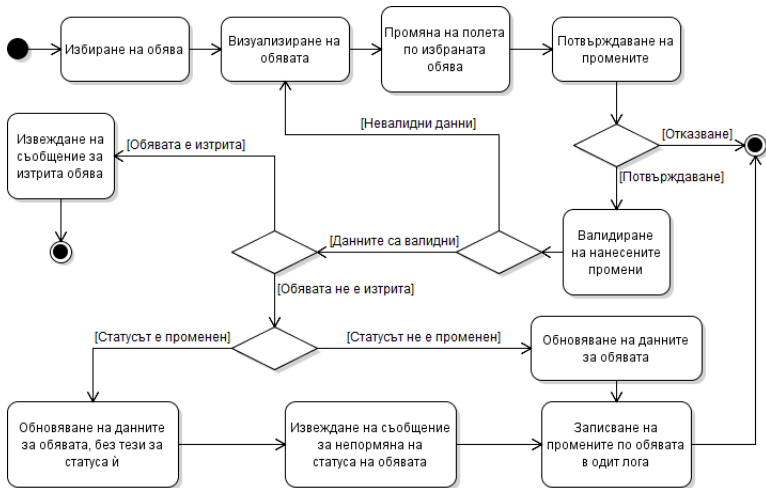 Избиране на обява
Визуализиране на
обявата
Промяна на полета
по избраната
обява
Потвърждаване на
промените
[Отказване]
[Невалидни данни]
[Обявата е изтрита]
Извеждане на
съобщение за
изтрита обява
[Потвърждаване]
Валидиране
на нанесените
промени
[Данните са валидни]
[Обявата не е изтрита]
[Статусът е променен]
[Статусът не е променен]
Обновяване на данните
за обявата
Обновяване на данните
за обявата, без тези за
статуса ѝ
Извеждане на съобщение
за непормяна на
статуса на обявата
Записване на
промените по обявата
в одит лога